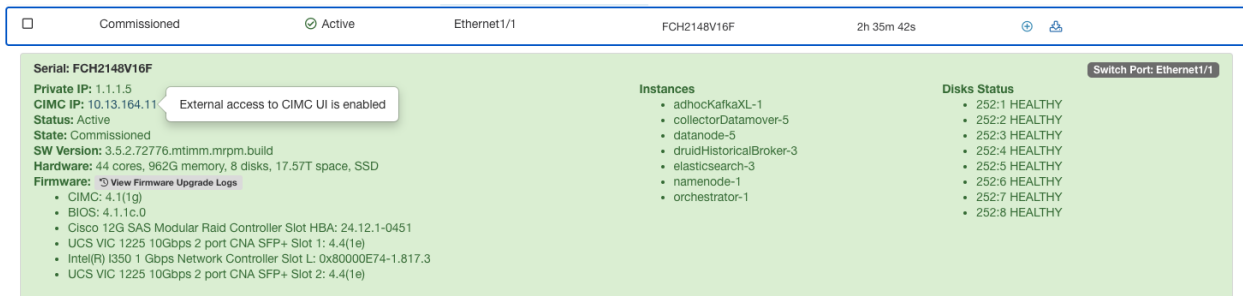 Commissioned Active Ethernet1/1 FCH2148V16F 2h 35m 42s
Serial: FCH2148V16F
Switch Port: Ethernet1/1
Private IP: 1.1.1.5
CIMC IP: 10.13.164.11
External access to CIMC UI is enabled
Status: Active
State: Commissioned
SW Version: 3.5.2.72776.mtimm.mrpm.build
Hardware: 44 cores, 962G memory, 8 disks, 17.57T space, SSD
Firmware: View Firmware Upgrade Logs
• CIMC: 4.1(1g)
• BIOS: 4.1.1c.0
• Cisco 12G SAS Modular Raid Controller Slot HBA: 24.12.1-0451
• UCS VIC 1225 10Gbps 2 port CNA SFP+ Slot 1: 4.4(1e)
• Intel(R) I350 1 Gbps Network Controller Slot L: 0x80000E74-1.817.3
• UCS VIC 1225 10Gbps 2 port CNA SFP+ Slot 2: 4.4(1e)
Instances
• adhocKafkaXL-1
• collectorDatamover-5
• datanode-5
• druidHistoricalBroker-3
• elasticsearch-3
• namenode-1
• orchestrator-1
Disks Status
• 252:1 HEALTHY
• 252:2 HEALTHY
• 252:3 HEALTHY
• 252:4 HEALTHY
• 252:5 HEALTHY
• 252:6 HEALTHY
• 252:7 HEALTHY
• 252:8 HEALTHY